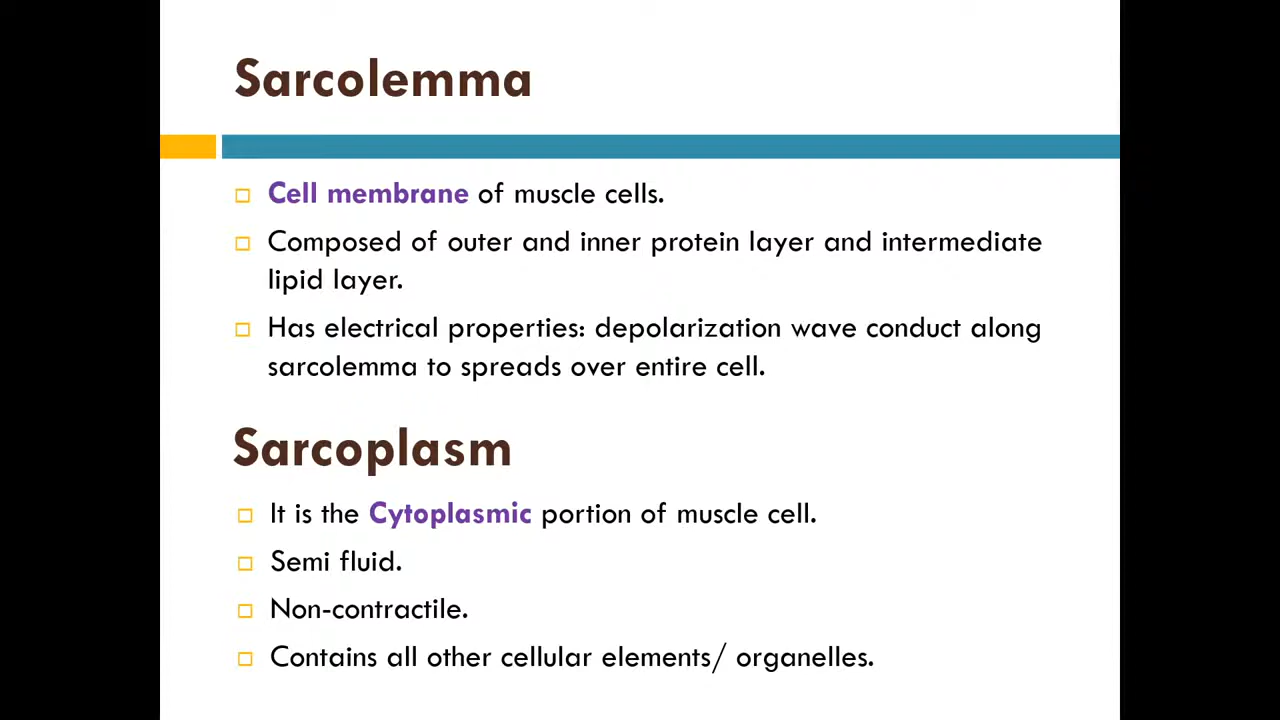 Sarcolemma
Cell membrane of muscle cells.
Composed of outer and inner protein layer and intermediate
lipid layer.
Has electrical properties: depolarization wave conduct along
sarcolemma to spreads over entire cell.
Sarcoplasm
It is the Cytoplasmic portion of muscle cell.
Semi fluid.
Non-contractile.
Contains all other cellular elements/ organelles.